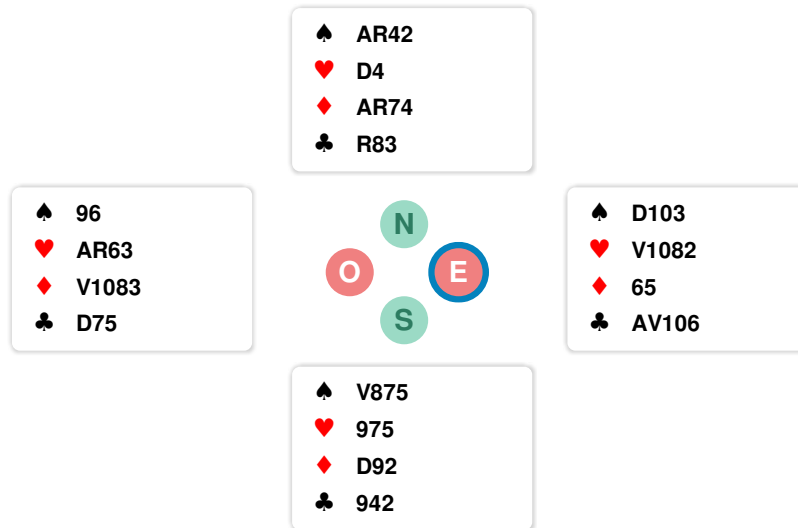 ♠ AR42
♥ D4
♦ AR74
♣ R83
♠ 96
♥ AR63
♦ V1083
♣ D75
N
O E
S
♠ D103
♥ V1082
♦ 65
♣ AV106
♠ V875
♥ 975
♦ D92
♣ 942